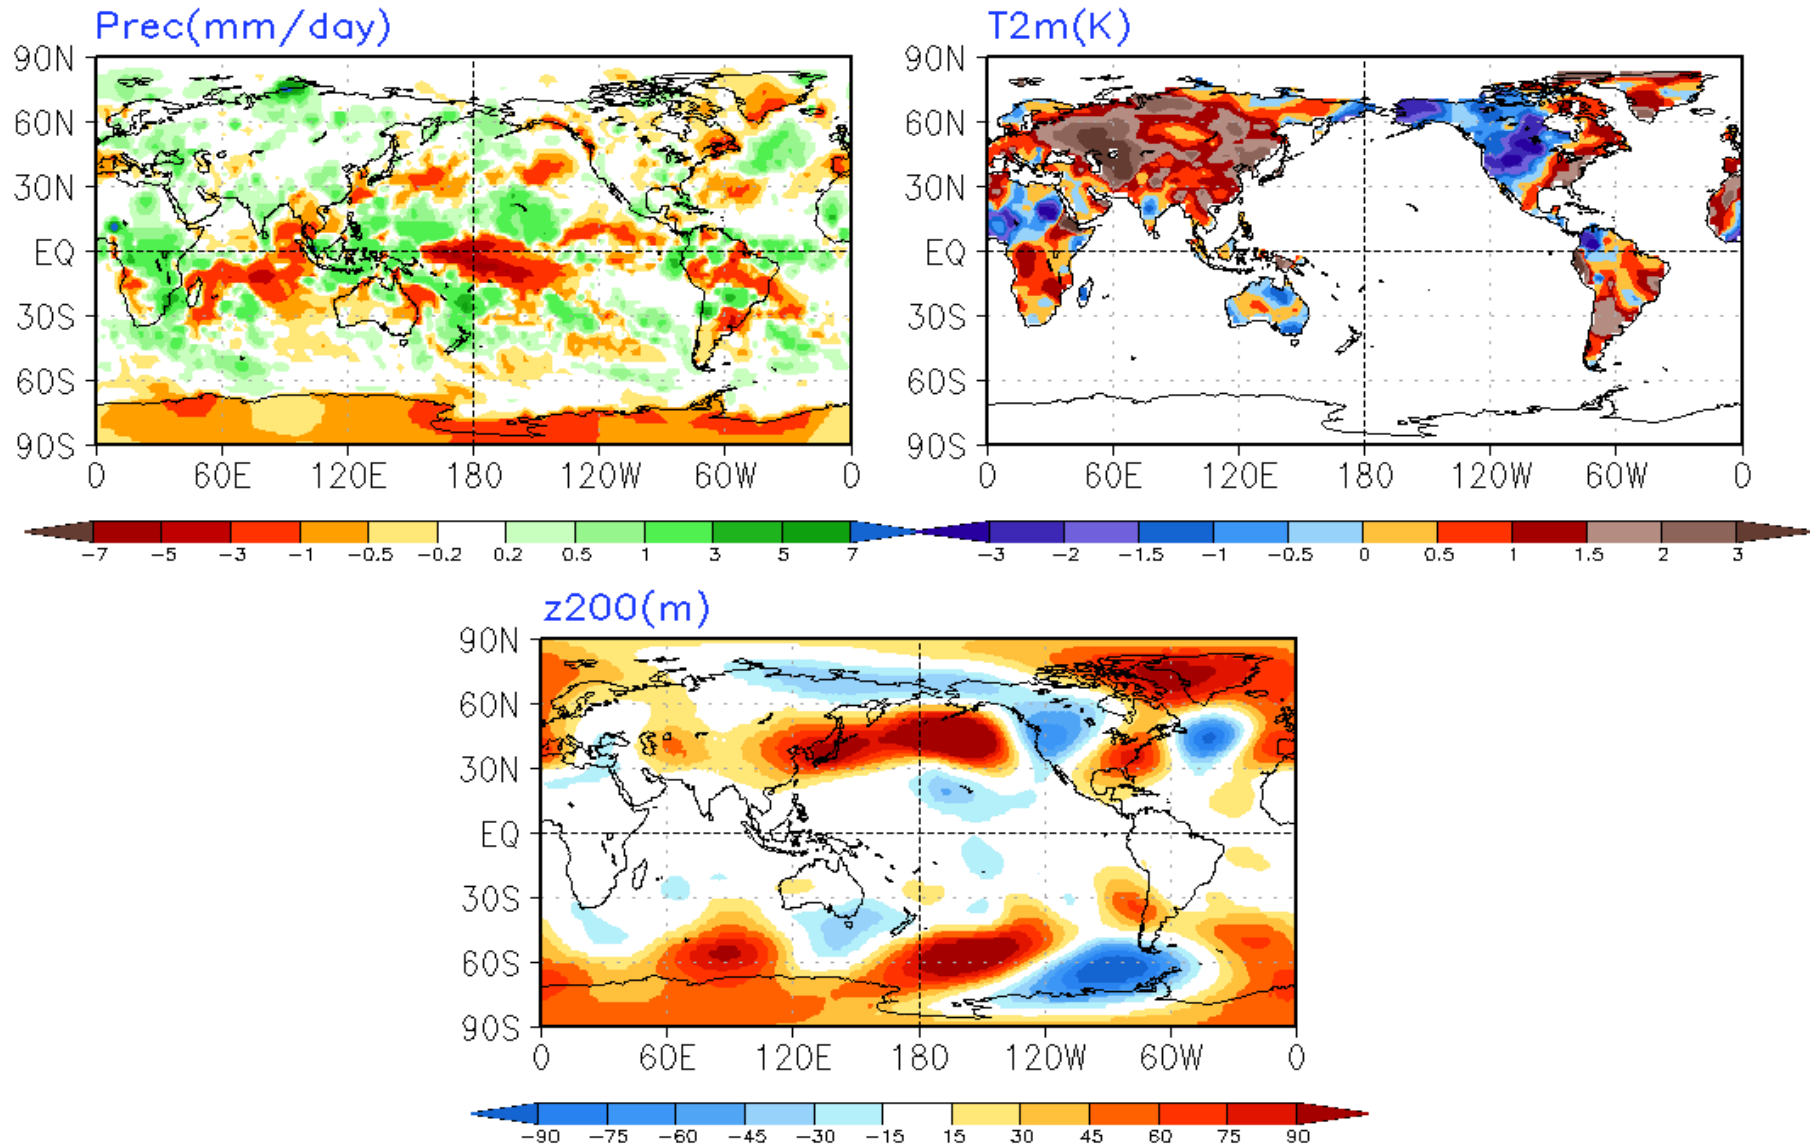 Prec(mm/day)
90N
60N
30N
EQ
30S
60S
90S
0 60E 120E 180 120W 60W 0
-7 -5 -3 -1 -0.5 -0.2 0.2 0.5 1 3 5 7
T2m(K)
90N
60N
30N
EQ
30S
60S
90S
0 60E 120E 180 120W 60W 0
-3 -2 -1.5 -1 -0.5 0 0.5 1 1.5 2 3
z200(m)
90N
60N
30N
EQ
30S
60S
90S
0 60E 120E 180 120W 60W 0
-90 -75 -60 -45 -30 -15 15 30 45 60 75 90